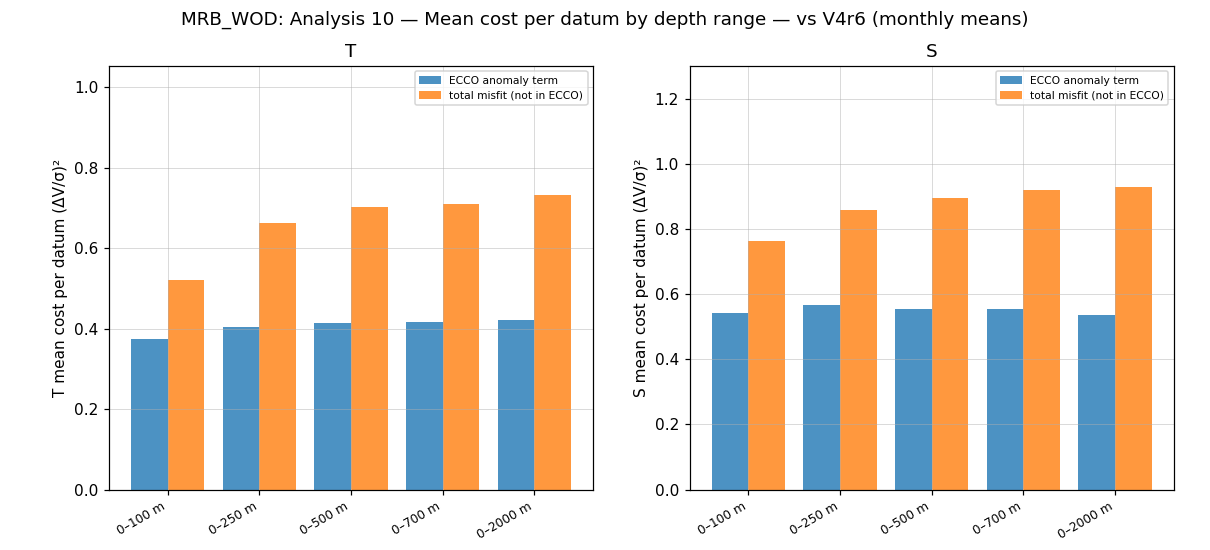 MRB_WOD: Analysis 10 — Mean cost per datum by depth range — vs V4r6 (monthly means)
T
T mean cost per datum (ΔV/σ)²
1.0
0.8
0.6
0.4
0.2
0.0
ECCO anomaly term
total misfit (not in ECCO)
0–100 m
0–250 m
0–500 m
0–700 m
0–2000 m
S
S mean cost per datum (ΔV/σ)²
1.2
1.0
0.8
0.6
0.4
0.2
0.0
ECCO anomaly term
total misfit (not in ECCO)
0–100 m
0–250 m
0–500 m
0–700 m
0–2000 m